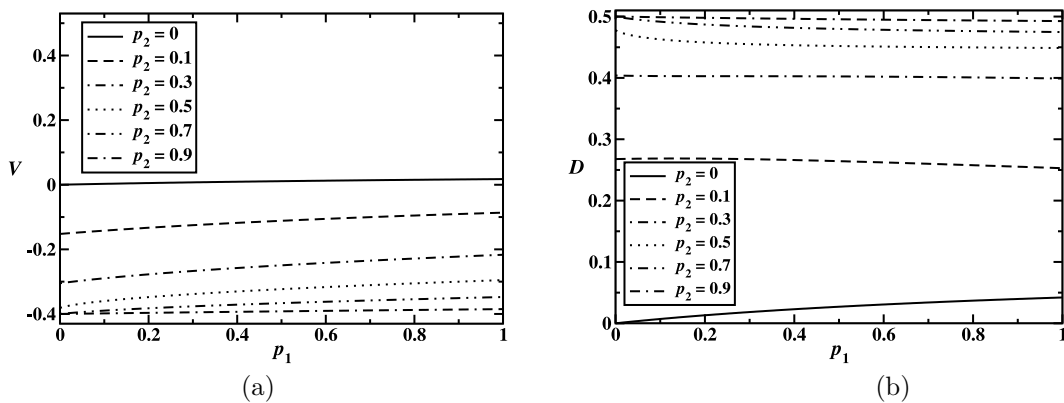 0.4
0.2
0
-0.2
-0.4
V
p₂ = 0
p₂ = 0.1
p₂ = 0.3
p₂ = 0.5
p₂ = 0.7
p₂ = 0.9
0 0.2 0.4 0.6 0.8 1
p₁
(a)
0.5
0.4
0.3
0.2
0.1
0
D
p₂ = 0
p₂ = 0.1
p₂ = 0.3
p₂ = 0.5
p₂ = 0.7
p₂ = 0.9
0 0.2 0.4 0.6 0.8 1
p₁
(b)